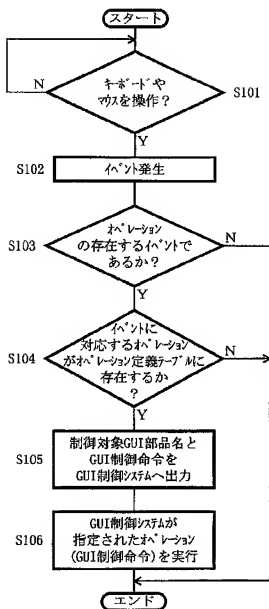 スタート
キーボードや
マウスを操作?
N
S101
Y
S102
イベント発生
オペレーション
の存在するイベントで
あるか?
S103
N
Y
イベントに
対応するオペレーション
がオペレーション定義テーブルに
存在するか
?
S104
N
Y
制御対象GUI部品名と
GUI制御命令を
GUI制御システムへ出力
S105
GUI制御システムが
指定されたオペレーション
(GUI制御命令)を実行
S106
エンド